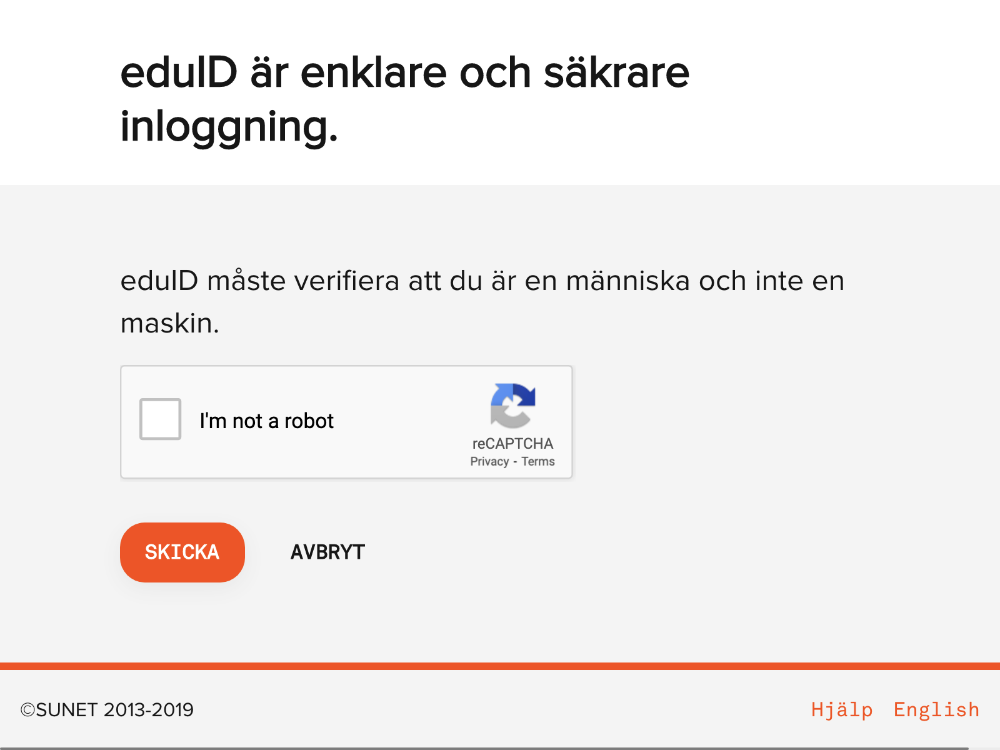 eduID är enklare och säkrare
inloggning.
eduID måste verifiera att du är en människa och inte en
maskin.
I'm not a robot
reCAPTCHA
Privacy - Terms
SKICKA AVBRYT
©SUNET 2013-2019 Hjälp English